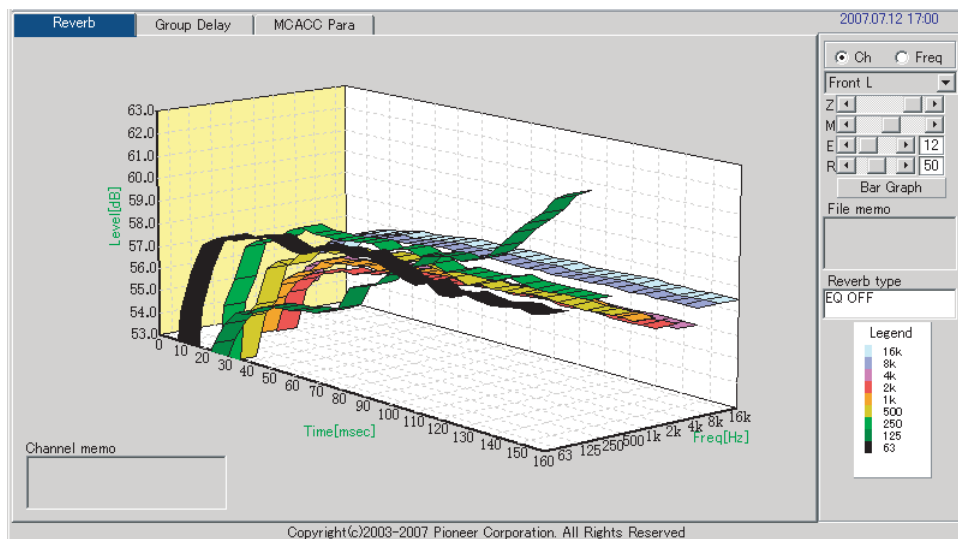 Reverb
Group Delay
MCACC Para
2007.07.12 17:00
Ch
Freq
Front L
Z
M
E
12
R
50
Bar Graph
File memo
Reverb type
EQ OFF
Legend
16k
8k
4k
2k
1k
500
250
125
63
Level[dB]
63.0
62.0
61.0
60.0
59.0
58.0
57.0
56.0
55.0
54.0
53.0
0 10 20 30 40 50 60 70 80 90 100 110 120 130 140 150 160
Time[msec]
63 125 250 500 1k 2k 4k 8k 16k
Freq[Hz]
Channel memo
Copyright(c)2003-2007 Pioneer Corporation. All Rights Reserved